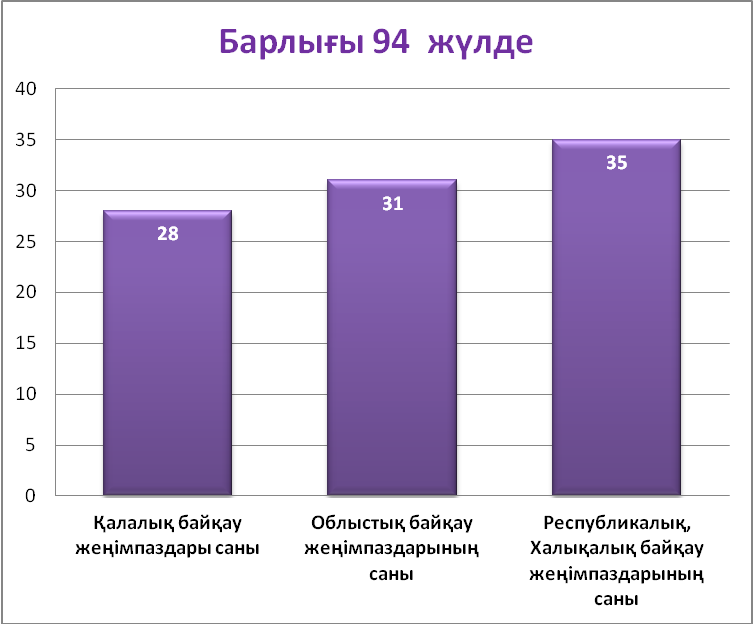 Барлығы 94 жүлде
40
35
30
25
20
15
10
5
0
28
31
35
Қалалық байқау
жеңімпаздары саны
Облыстық байқау
жеңімпаздарының
саны
Республикалық,
Халықалық байқау
жеңімпаздарының
саны